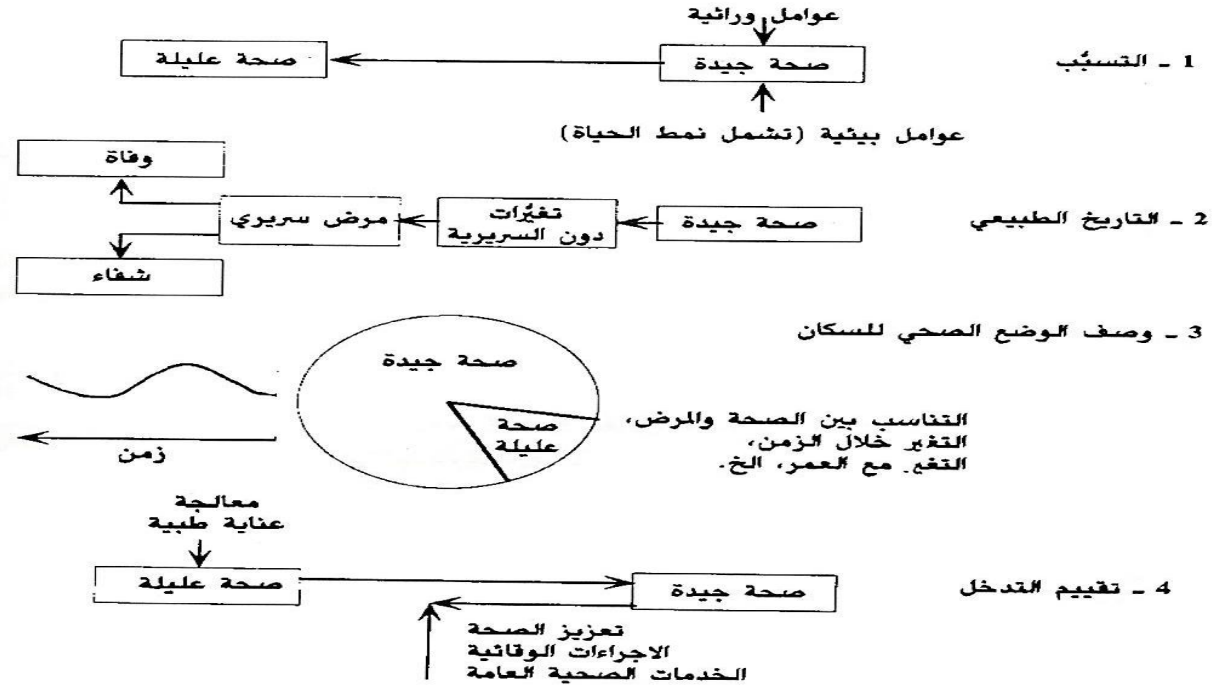 عوامل وراثية
1 ـ التسبُّب
صحة جيدة
صحة عليلة
عوامل بيئية (تشمل نمط الحياة)
2 ـ التاريخ الطبيعي
صحة جيدة
تغيُّرات
دون السريرية
مرض سريري
وفاة
شفاء
3 ـ وصف الوضع الصحي للسكان
التناسب بين الصحة والمرض،
التغير خلال الزمن،
التغير مع العمر، الخ.
صحة جيدة
صحة
عليلة
زمن
4 ـ تقييم التدخل
معالجة
عناية طبية
صحة عليلة
صحة جيدة
تعزيز الصحة
الاجراءات الوقائية
الخدمات الصحية العامة